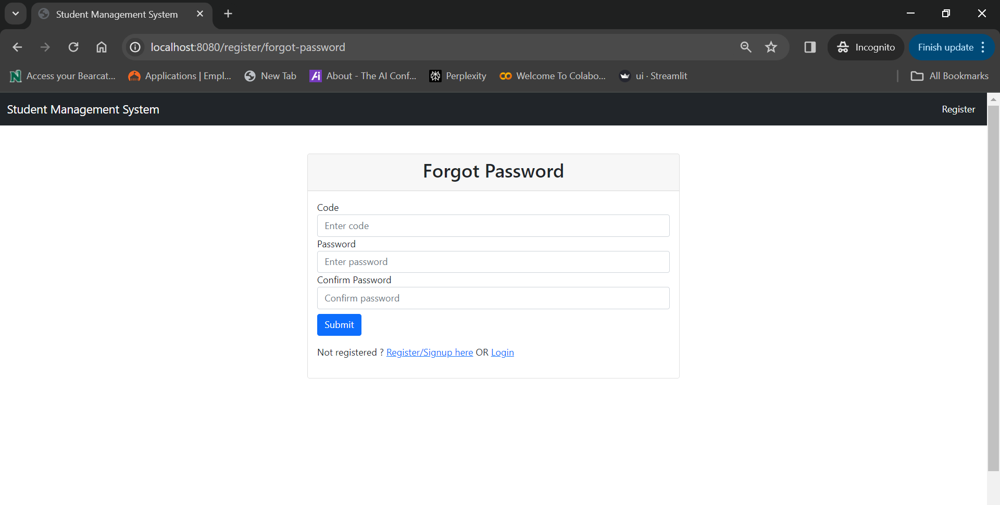 Student Management System
localhost:8080/register/forgot-password
Incognito
Finish update
Access your Bearcat...
Applications | Empl...
New Tab
About - The AI Conf...
Perplexity
Welcome To Colabo...
ui · Streamlit
All Bookmarks
Student Management System
Register
Forgot Password
Code
Enter code
Password
Enter password
Confirm Password
Confirm password
Submit
Not registered ? Register/Signup here OR Login